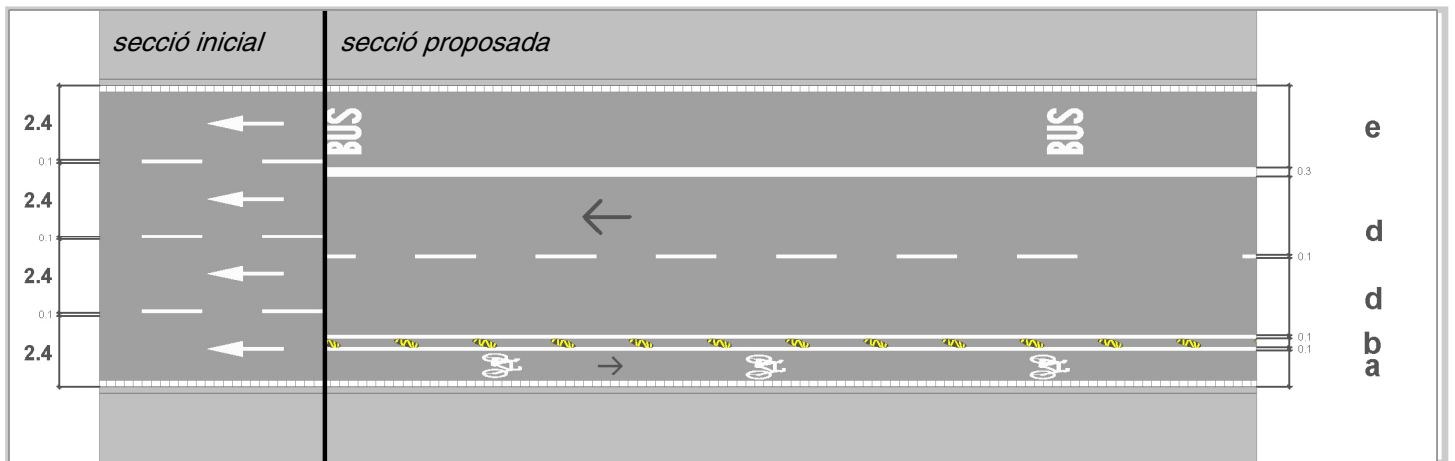 secció inicial
secció proposada
2.4
0.1
2.4
0.1
2.4
0.1
2.4
BUS
BUS
e
0.3
d
0.1
d
0.1
b
0.1
a